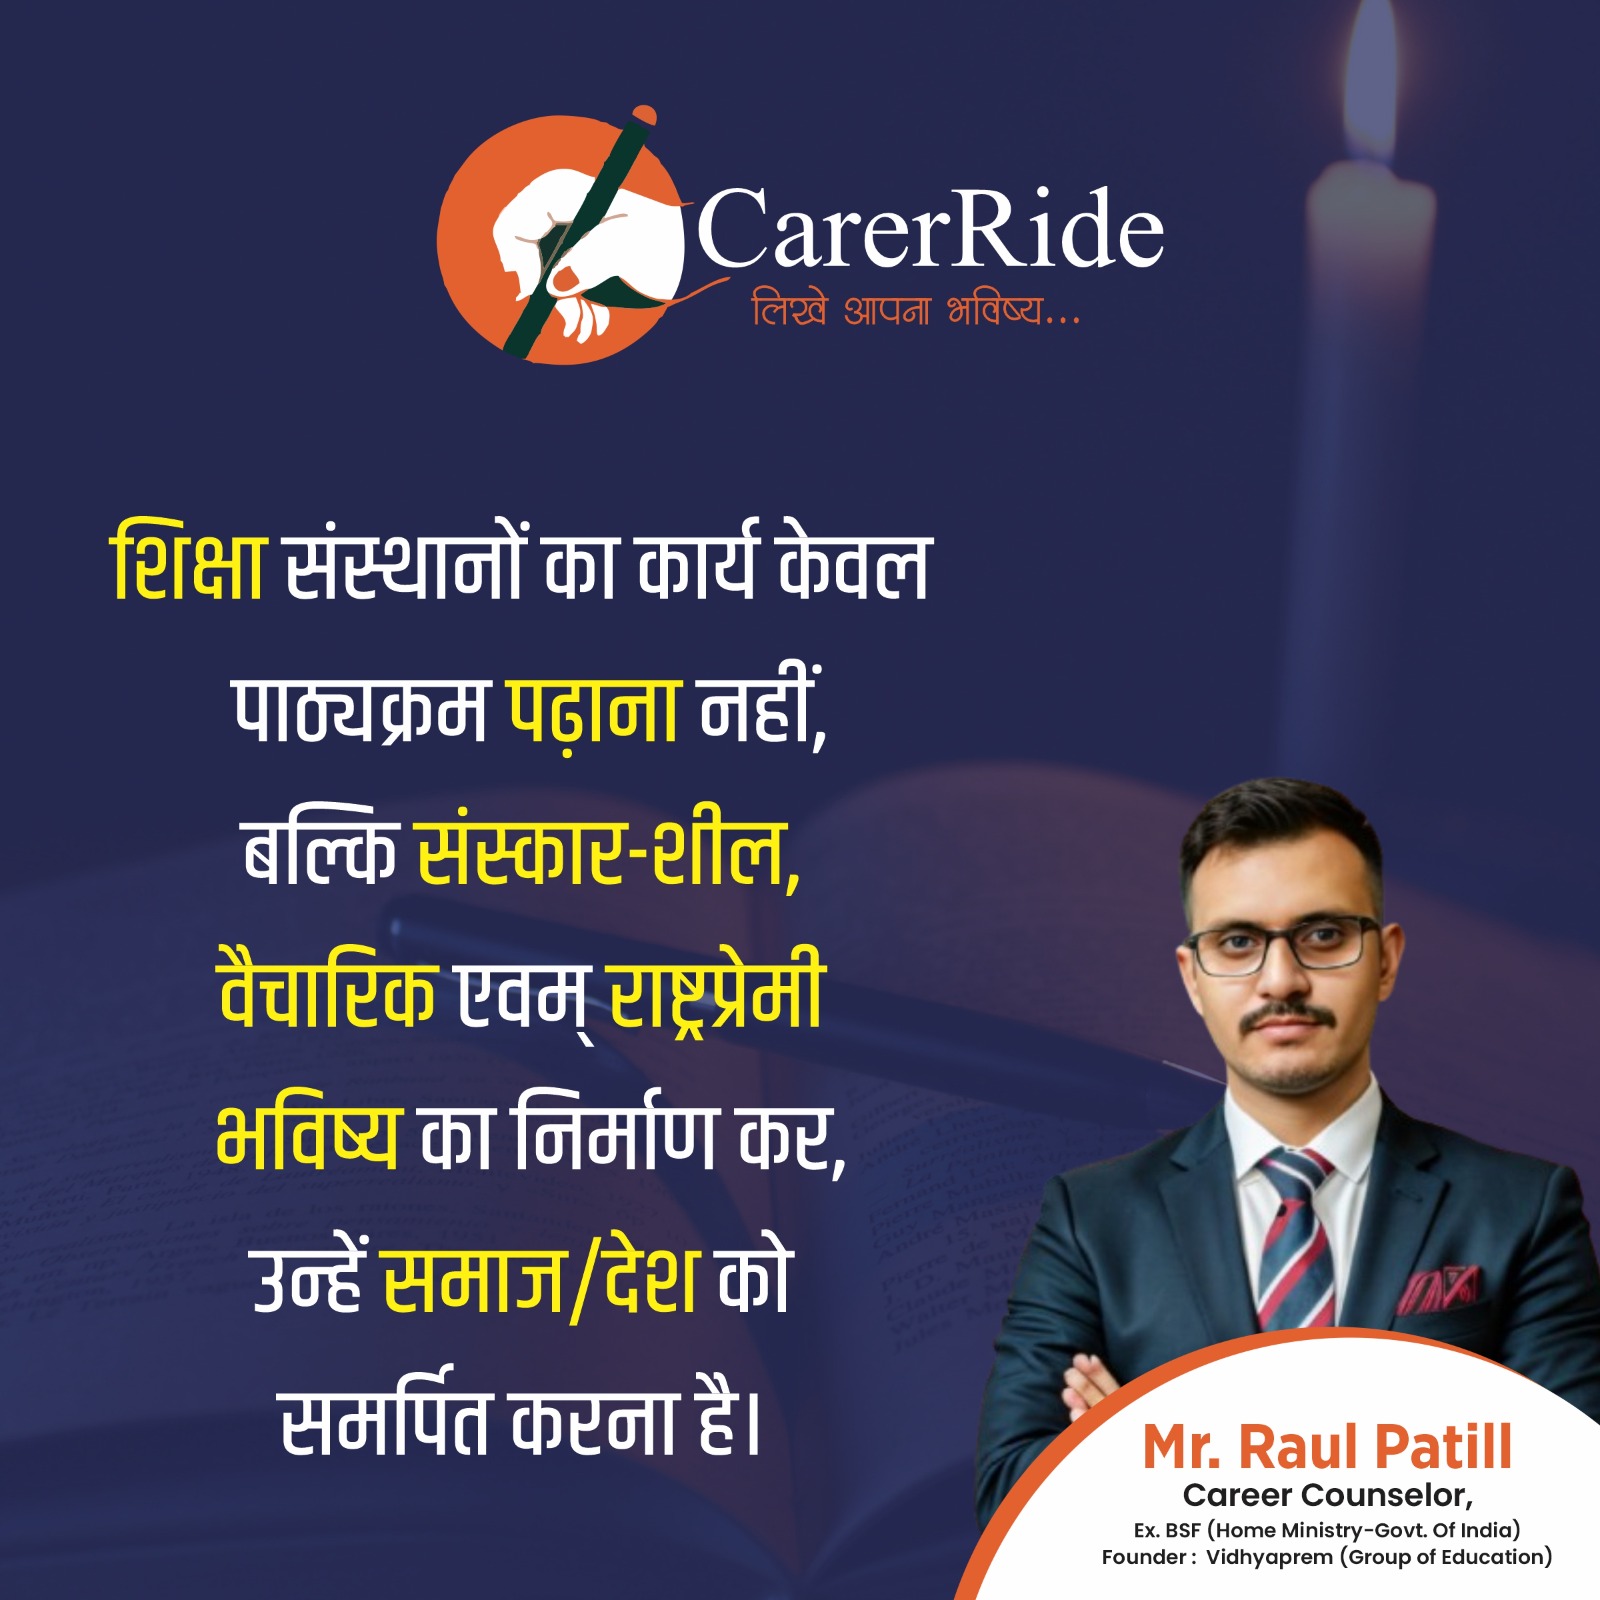 CarerRide
लिखे आपना भविष्य...
शिक्षा संस्थानों का कार्य केवल
पाठ्यक्रम पढ़ाना नहीं,
बल्कि संस्कार-शील,
वैचारिक एवम् राष्ट्रप्रेमी
भविष्य का निर्माण कर,
उन्हें समाज/देश को
समर्पित करना है।
Mr. Raul Patill
Career Counselor,
Ex. BSF (Home Ministry-Govt. Of India)
Founder : Vidhyaprem (Group of Education)